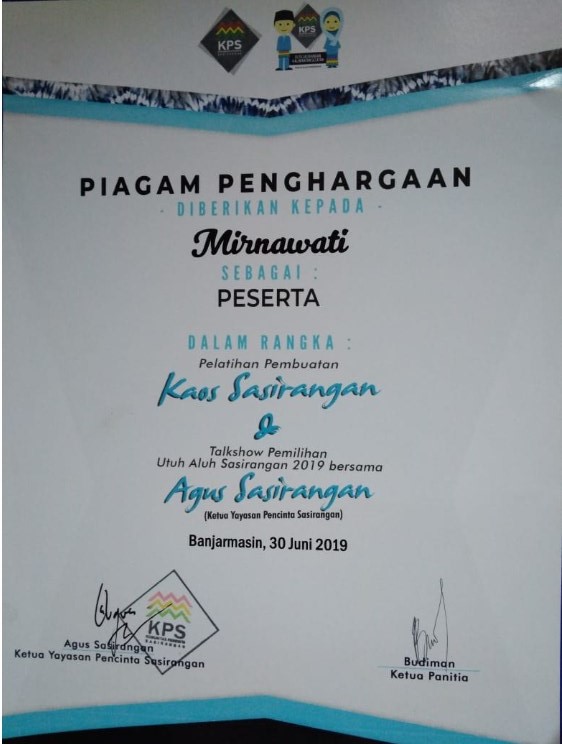 KPS
PIAGAM PENGHARGAAN
- DIBERIKAN KEPADA -
Mirnawati
SEBAGAI :
PESERTA
DALAM RANGKA :
Pelatihan Pembuatan
Kaos Sasirangan
&
Talkshow Pemilihan
Utuh Aluh Sasirangan 2019 bersama
Agus Sasirangan
(Ketua Yayasan Pencinta Sasirangan)
Banjarmasin, 30 Juni 2019
KPS
SASIRANGAN
Agus Sasirangan
Ketua Yayasan Pencinta Sasirangan
Budiman
Ketua Panitia